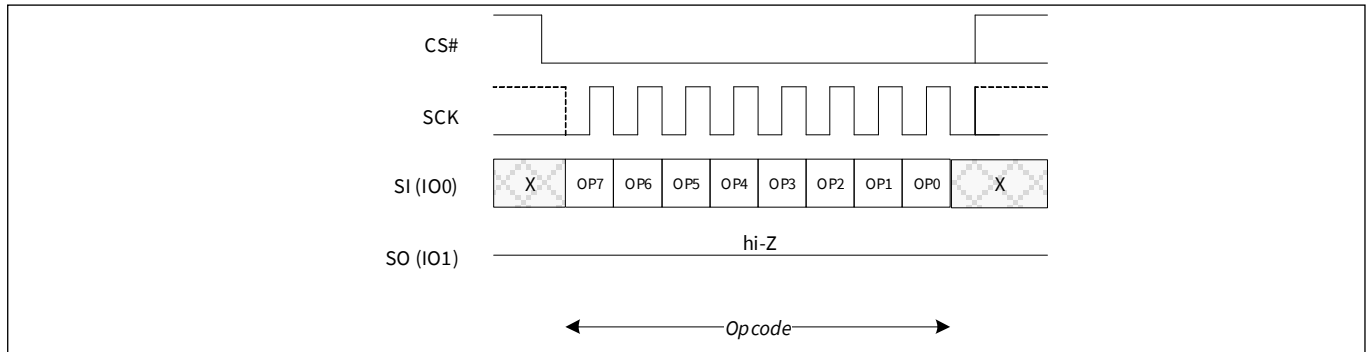 CS#
SCK
SI (IO0) X OP7 OP6 OP5 OP4 OP3 OP2 OP1 OP0 X
hi-Z
SO (IO1)
Opcode